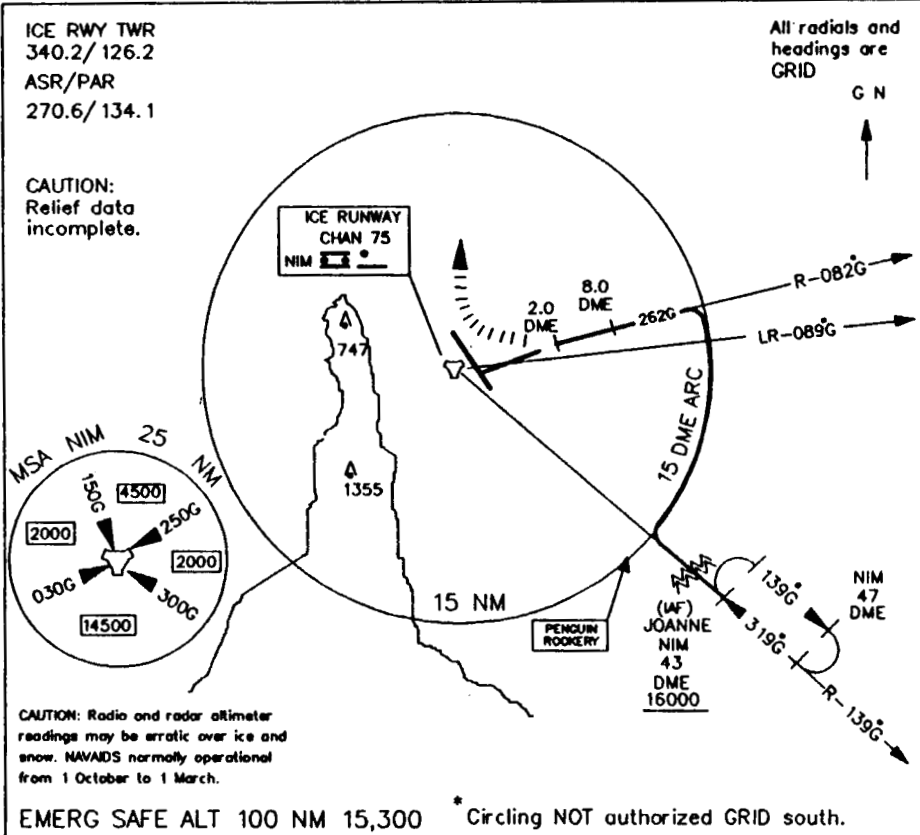 ICE RWY TWR
340.2/126.2
ASR/PAR
270.6/134.1
CAUTION:
Relief data
incomplete.
All radials and
headings are
GRID
G N
ICE RUNWAY
CHAN 75
NIM
747
1355
2.0
DME
8.0
DME
262G
R-082°G
LR-089°G
15 DME ARC
MSA NIM 25 NM
150G
4500
250G
2000
2000
030G
300G
14500
15 NM
PENGUIN
ROOKERY
(IAF)
JOANNE
NIM
43
DME
16000
139G°
319G°
NIM
47
DME
R-139G°
CAUTION: Radio and radar altimeter
readings may be erratic over ice and
snow. NAVAIDS normally operational
from 1 October to 1 March.
EMERG SAFE ALT 100 NM 15,300
*Circling NOT authorized GRID south.